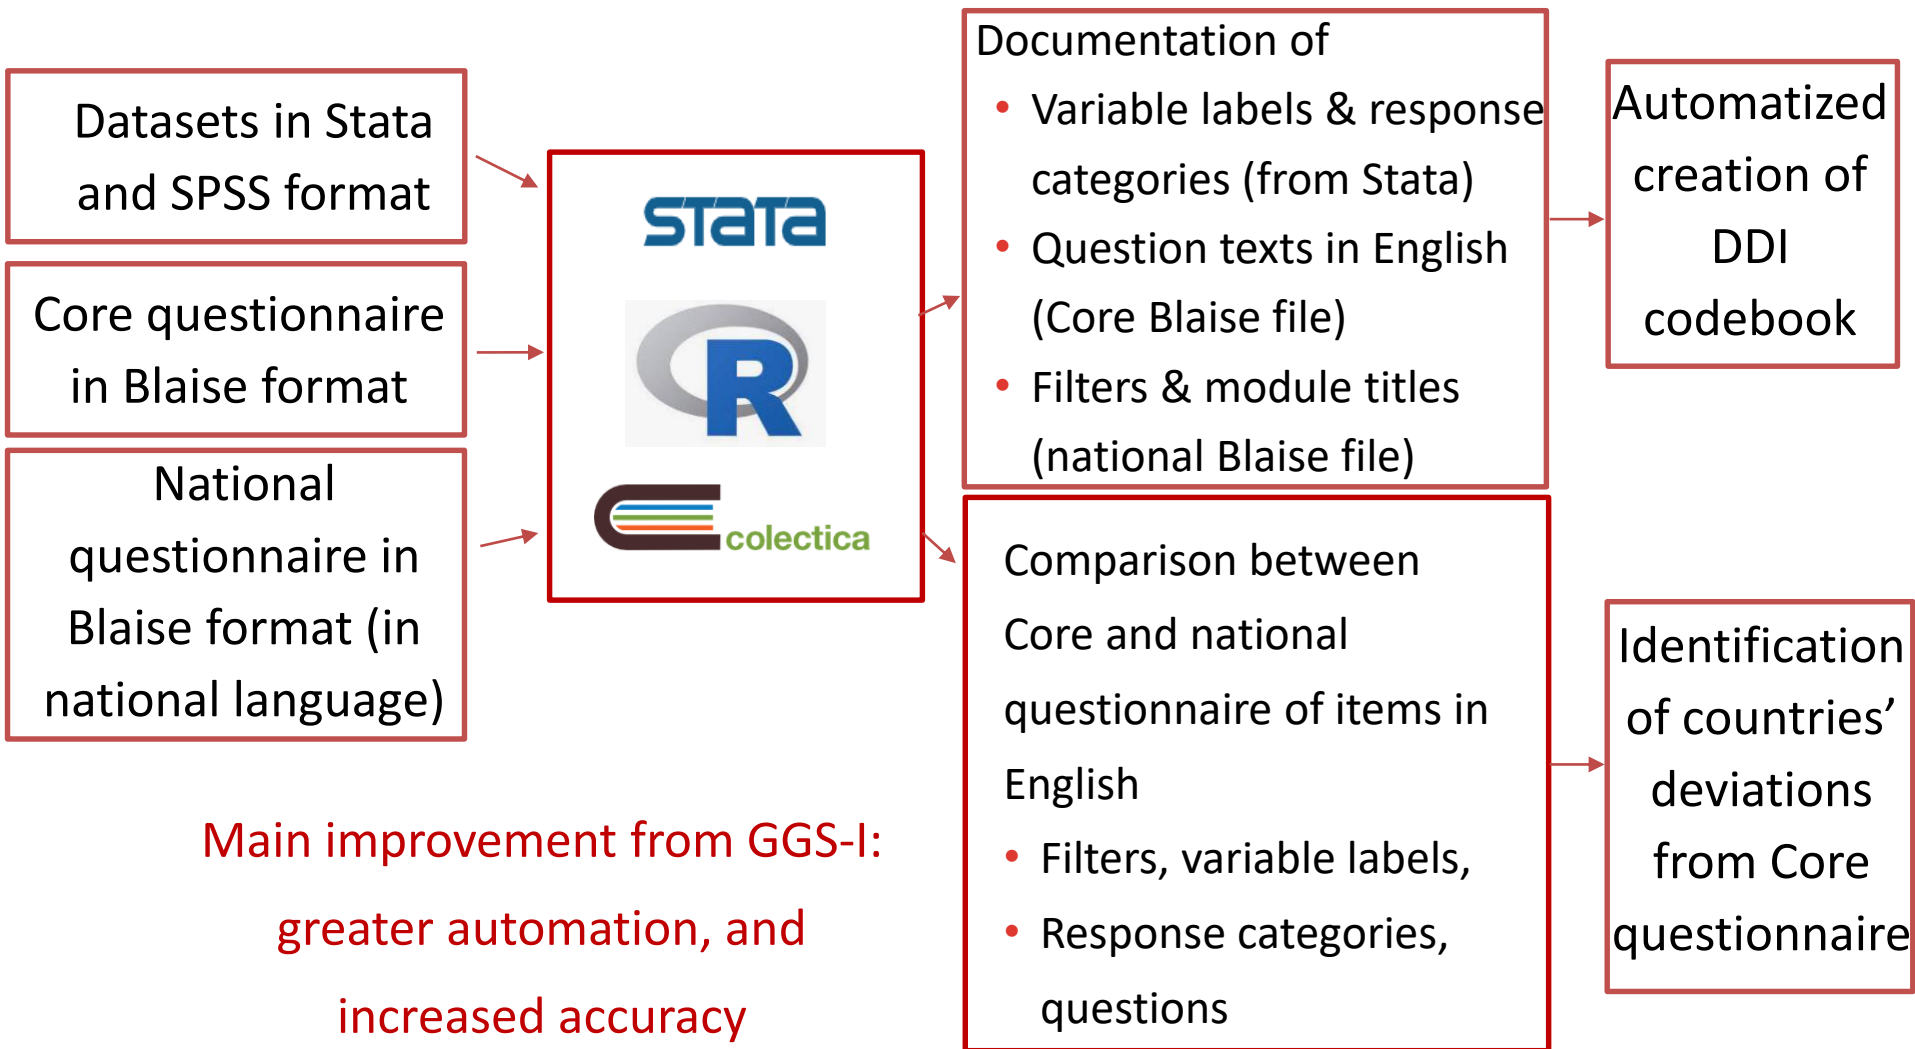 Datasets in Stata
and SPSS format
Core questionnaire
in Blaise format
National
questionnaire in
Blaise format (in
national language)
STATA
R
colectica
Documentation of
• Variable labels & response
categories (from Stata)
• Question texts in English
(Core Blaise file)
• Filters & module titles
(national Blaise file)
Automatized
creation of
DDI
codebook
Comparison between
Core and national
questionnaire of items in
English
• Filters, variable labels,
• Response categories,
questions
Identification
of countries’
deviations
from Core
questionnaire
Main improvement from GGS-I:
greater automation, and
increased accuracy